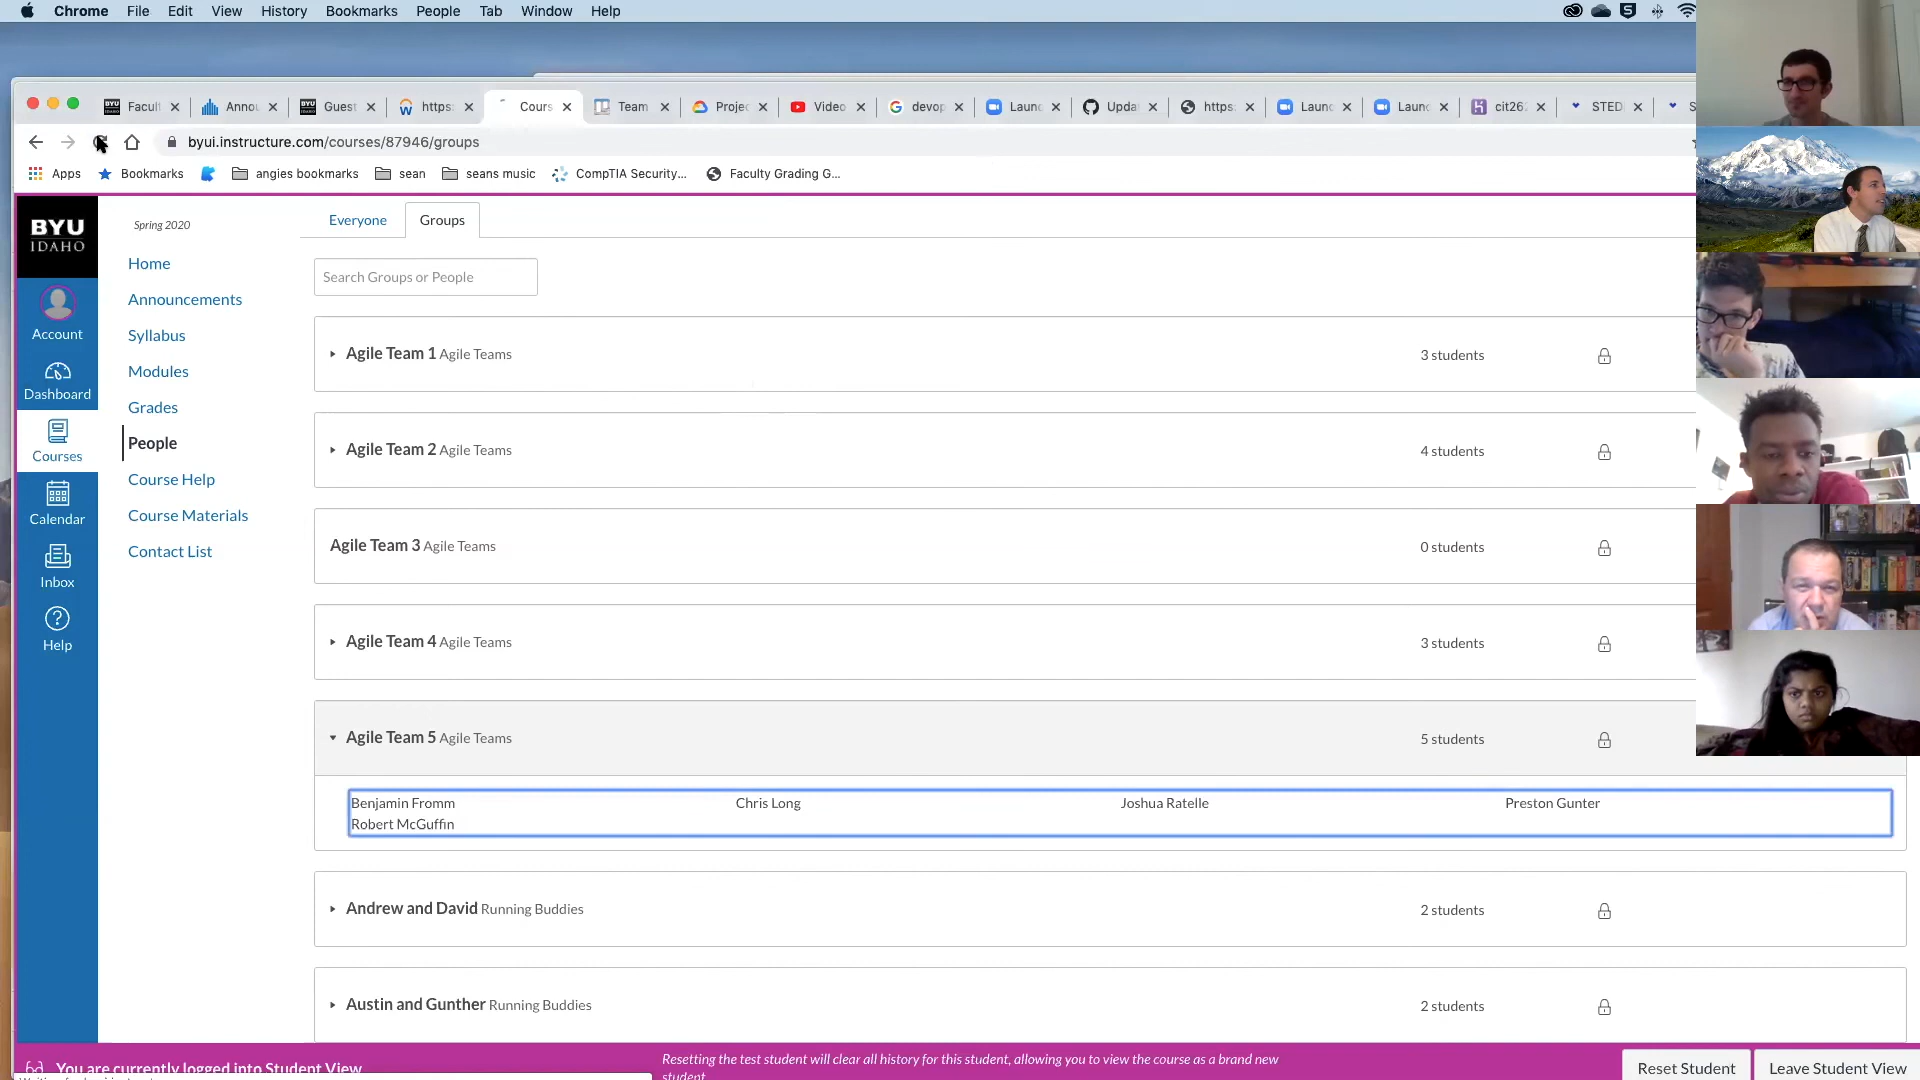 Chrome File Edit View History Bookmarks People Tab Window Help
Facul Annou Guest https: Cours Team Projec Video devop Launc Updat https: Launc Launc cit262 STED S
byui.instructure.com/courses/87946/groups
Apps Bookmarks angies bookmarks sean seans music CompTIA Security... Faculty Grading G...
BYU
IDAHO
Account
Dashboard
Courses
Calendar
Inbox
Help
Spring 2020
Home
Announcements
Syllabus
Modules
Grades
People
Course Help
Course Materials
Contact List
Everyone Groups
Search Groups or People
Agile Team 1 Agile Teams 3 students
Agile Team 2 Agile Teams 4 students
Agile Team 3 Agile Teams 0 students
Agile Team 4 Agile Teams 3 students
Agile Team 5 Agile Teams 5 students
Benjamin Fromm Chris Long Joshua Ratelle Preston Gunter
Robert McGuffin
Andrew and David Running Buddies 2 students
Austin and Gunther Running Buddies 2 students
You are currently logged into Student View
Resetting the test student will clear all history for this student, allowing you to view the course as a brand new
student.
Reset Student Leave Student View